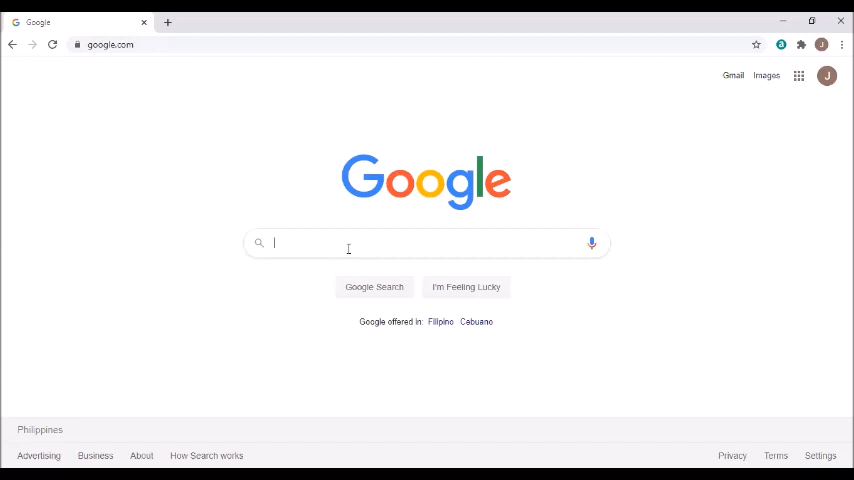 Google
google.com
J
Gmail Images
J
Google
Google Search I'm Feeling Lucky
Google offered in: Filipino Cebuano
Philippines
Advertising Business About How Search works Privacy Terms Settings